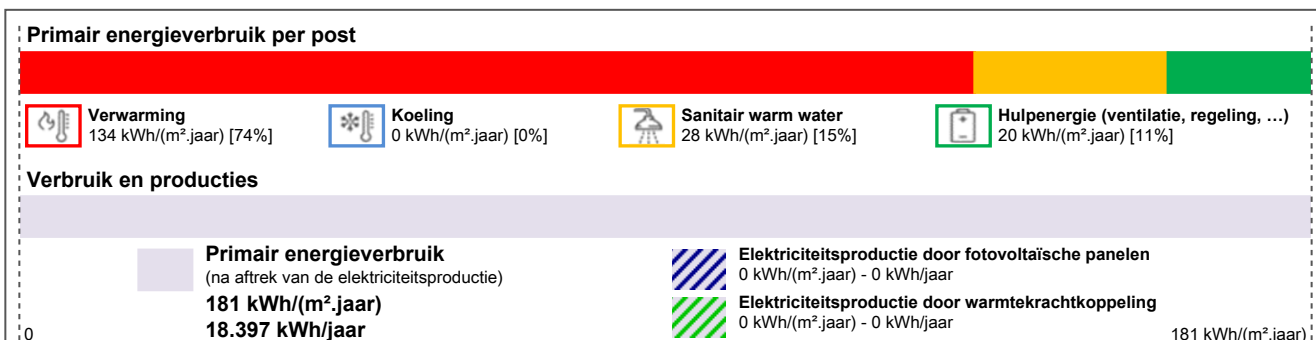 Primair energieverbruik per post
Verwarming
134 kWh/(m².jaar) [74%]
Koeling
0 kWh/(m².jaar) [0%]
Sanitair warm water
28 kWh/(m².jaar) [15%]
Hulpenergie (ventilatie, regeling, …)
20 kWh/(m².jaar) [11%]
Verbruik en producties
Primair energieverbruik
(na aftrek van de elektriciteitsproductie)
181 kWh/(m².jaar)
18.397 kWh/jaar
Elektriciteitsproductie door fotovoltaïsche panelen
0 kWh/(m².jaar) - 0 kWh/jaar
Elektriciteitsproductie door warmtekrachtkoppeling
0 kWh/(m².jaar) - 0 kWh/jaar
0
181 kWh/(m².jaar)